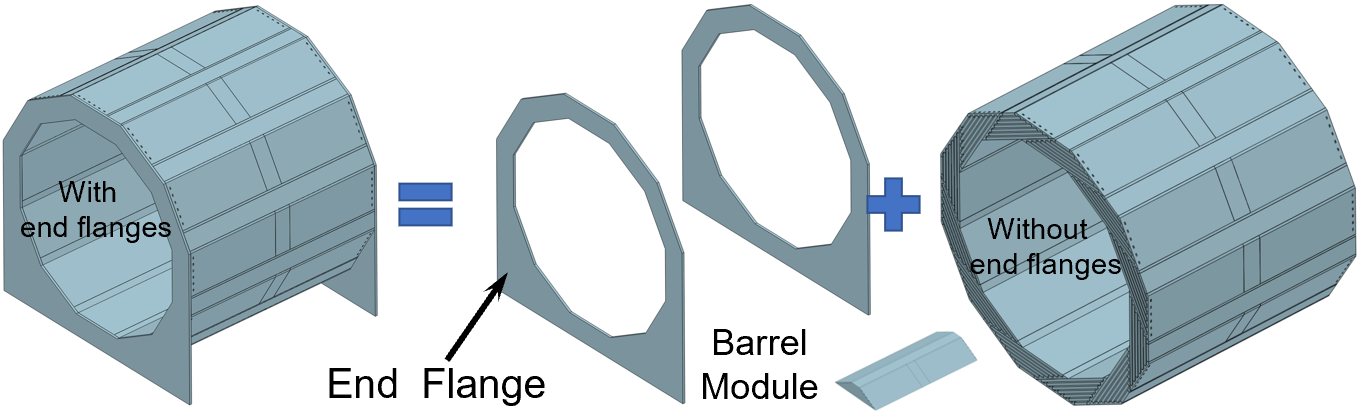 With
end flanges
End Flange
Barrel
Module
Without
end flanges